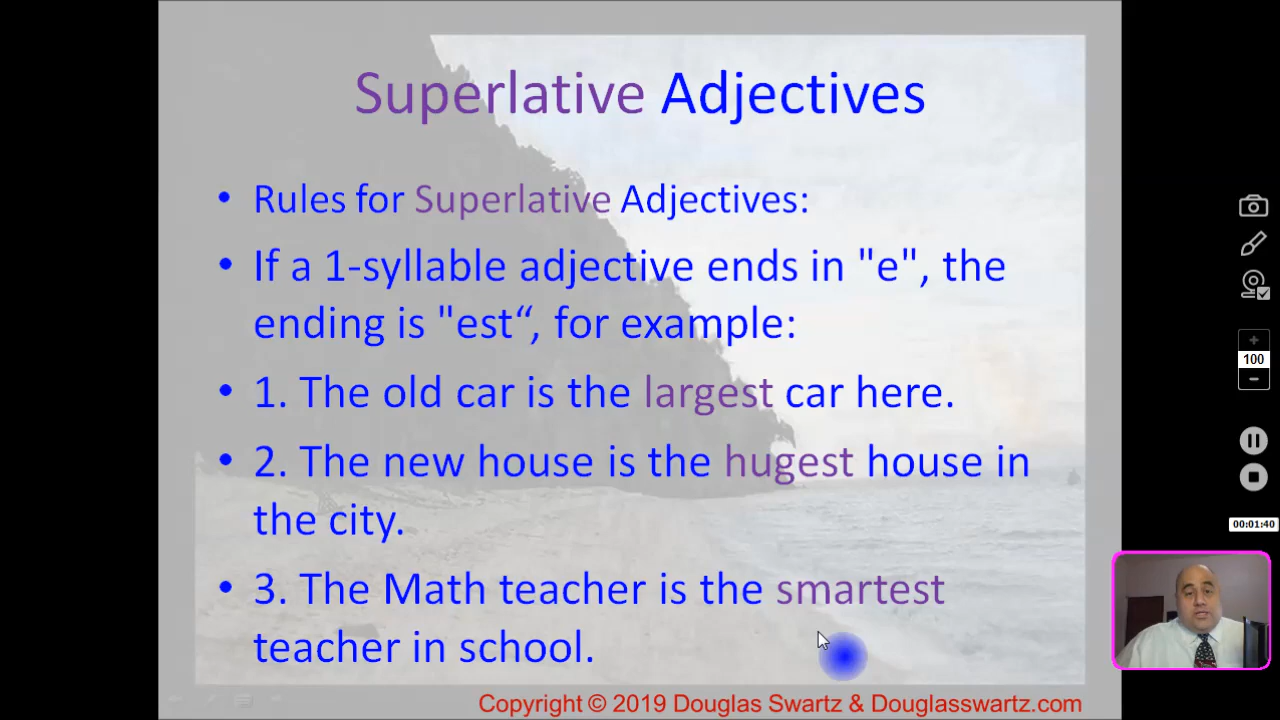 Superlative Adjectives
• Rules for Superlative Adjectives:
• If a 1-syllable adjective ends in "e", the
ending is "est“, for example:
• 1. The old car is the largest car here.
• 2. The new house is the hugest house in
the city.
• 3. The Math teacher is the smartest
teacher in school.
Copyright © 2019 Douglas Swartz & Douglasswartz.com
+
100
-
00:01:40